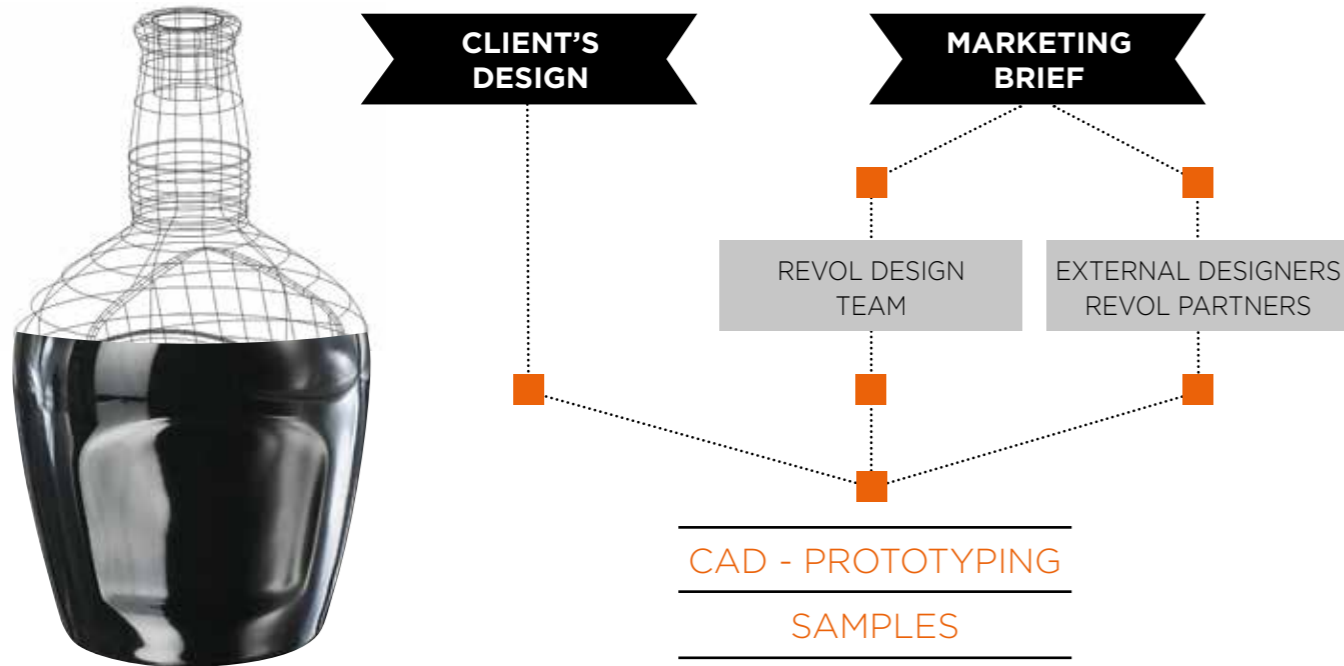 CLIENT'S
DESIGN
MARKETING
BRIEF
REVOL DESIGN
TEAM
EXTERNAL DESIGNERS
REVOL PARTNERS
CAD - PROTOTYPING
SAMPLES